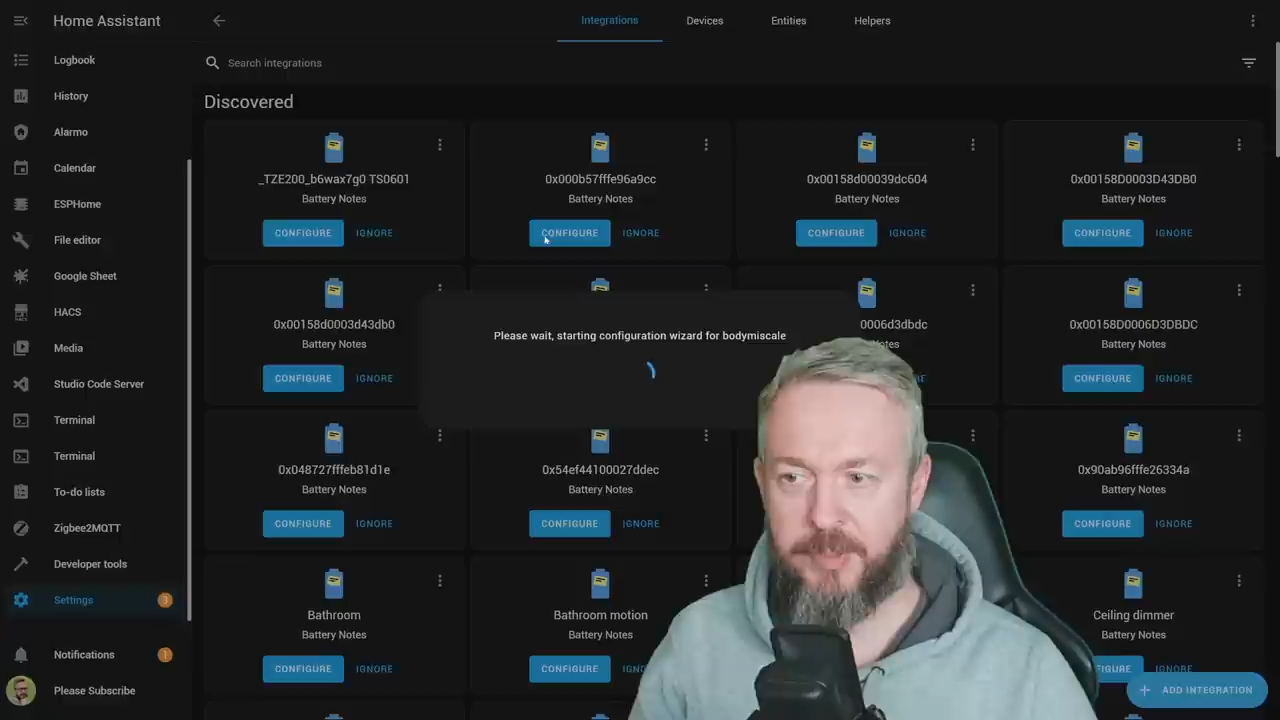 Home Assistant
Integrations
Devices
Entities
Helpers
Logbook
History
Alarmo
Calendar
ESPHome
File editor
Google Sheet
HACS
Media
Studio Code Server
Terminal
Terminal
To-do lists
Zigbee2MQTT
Developer tools
Settings
3
Notifications
1
Please Subscribe
Search integrations
Discovered
_TZE200_b6wax7g0 TS0601
Battery Notes
CONFIGURE
IGNORE
0x000b57fffe96a9cc
Battery Notes
CONFIGURE
IGNORE
0x00158d00039dc604
Battery Notes
CONFIGURE
IGNORE
0x00158D0003D43DB0
Battery Notes
CONFIGURE
IGNORE
Please wait, starting configuration wizard for bodymiscale
0x00158d0003d43db0
Battery Notes
CONFIGURE
IGNORE
CONFIGURE
IGNORE
0006d3dbdc
0x00158D0006D3DBDC
Battery Notes
CONFIGURE
IGNORE
0x048727fffeb81d1e
Battery Notes
CONFIGURE
IGNORE
0x54ef44100027ddec
Battery Notes
CONFIGURE
IGNORE
0x90ab96fffe26334a
Battery Notes
CONFIGURE
IGNORE
Bathroom
Battery Notes
CONFIGURE
IGNORE
Bathroom motion
Battery Notes
CONFIGURE
Ceiling dimmer
Battery Notes
IGNORE
ADD INTEGRATION